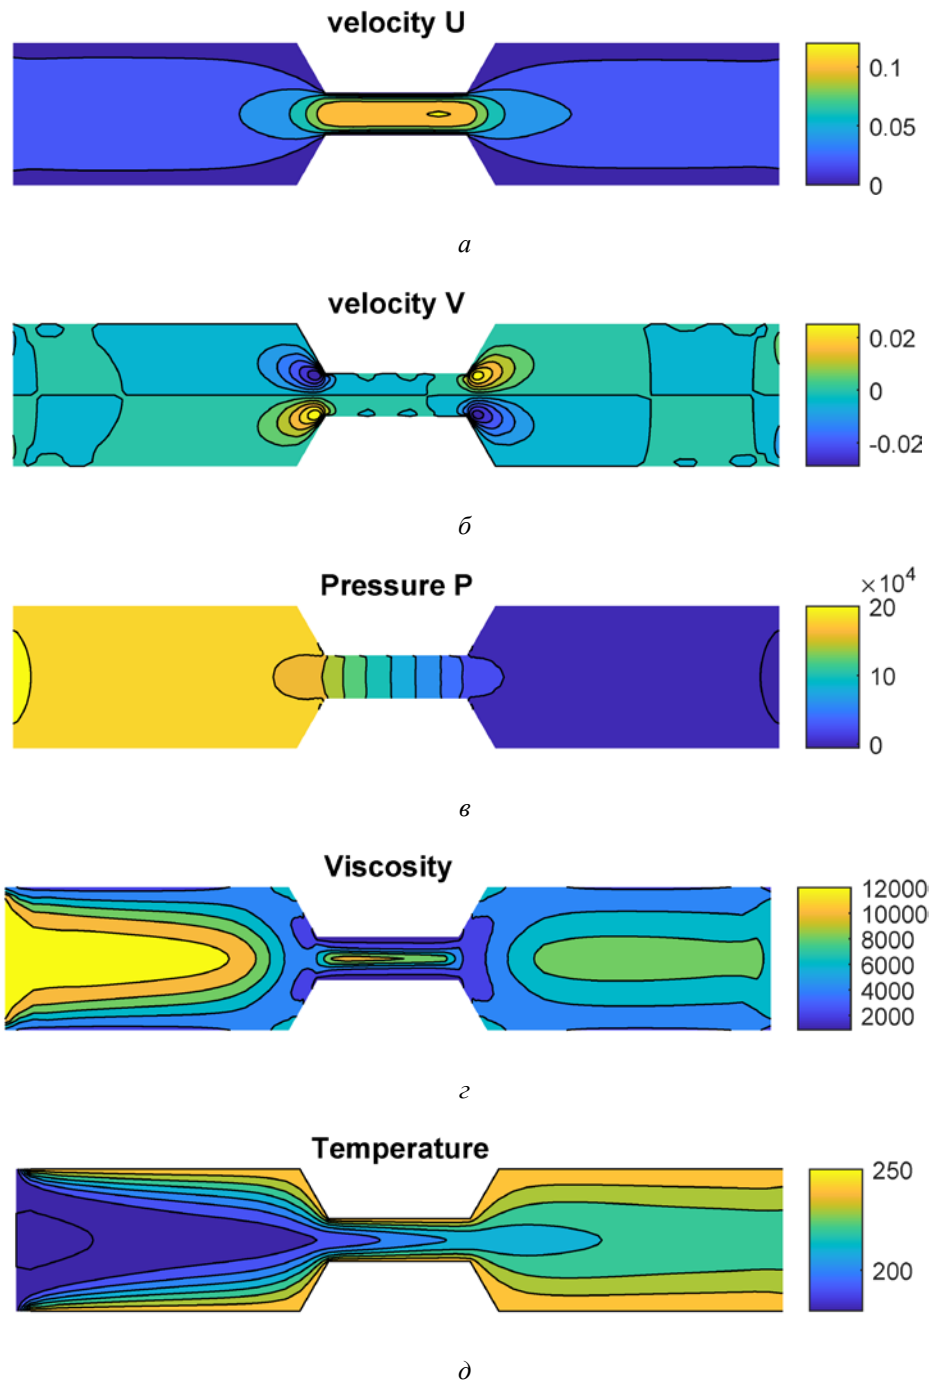 velocity U
0.1
0.05
0
а
velocity V
0.02
0
-0.02
б
Pressure P
×10⁴
20
10
0
в
Viscosity
12000
10000
8000
6000
4000
2000
г
Temperature
250
200
д